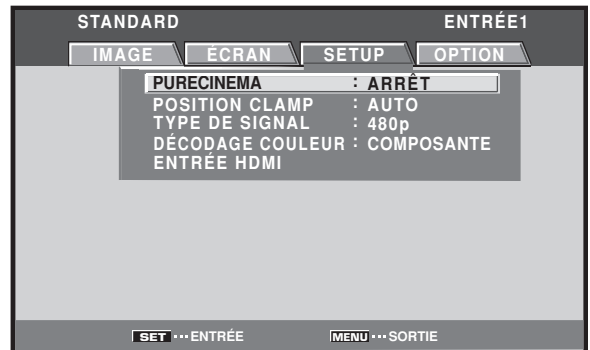 STANDARD ENTRÉE1
IMAGE ÉCRAN SETUP OPTION
PURECINEMA : ARRÊT
POSITION CLAMP : AUTO
TYPE DE SIGNAL : 480p
DÉCODAGE COULEUR : COMPOSANTE
ENTRÉE HDMI
SET ··· ENTRÉE MENU ··· SORTIE